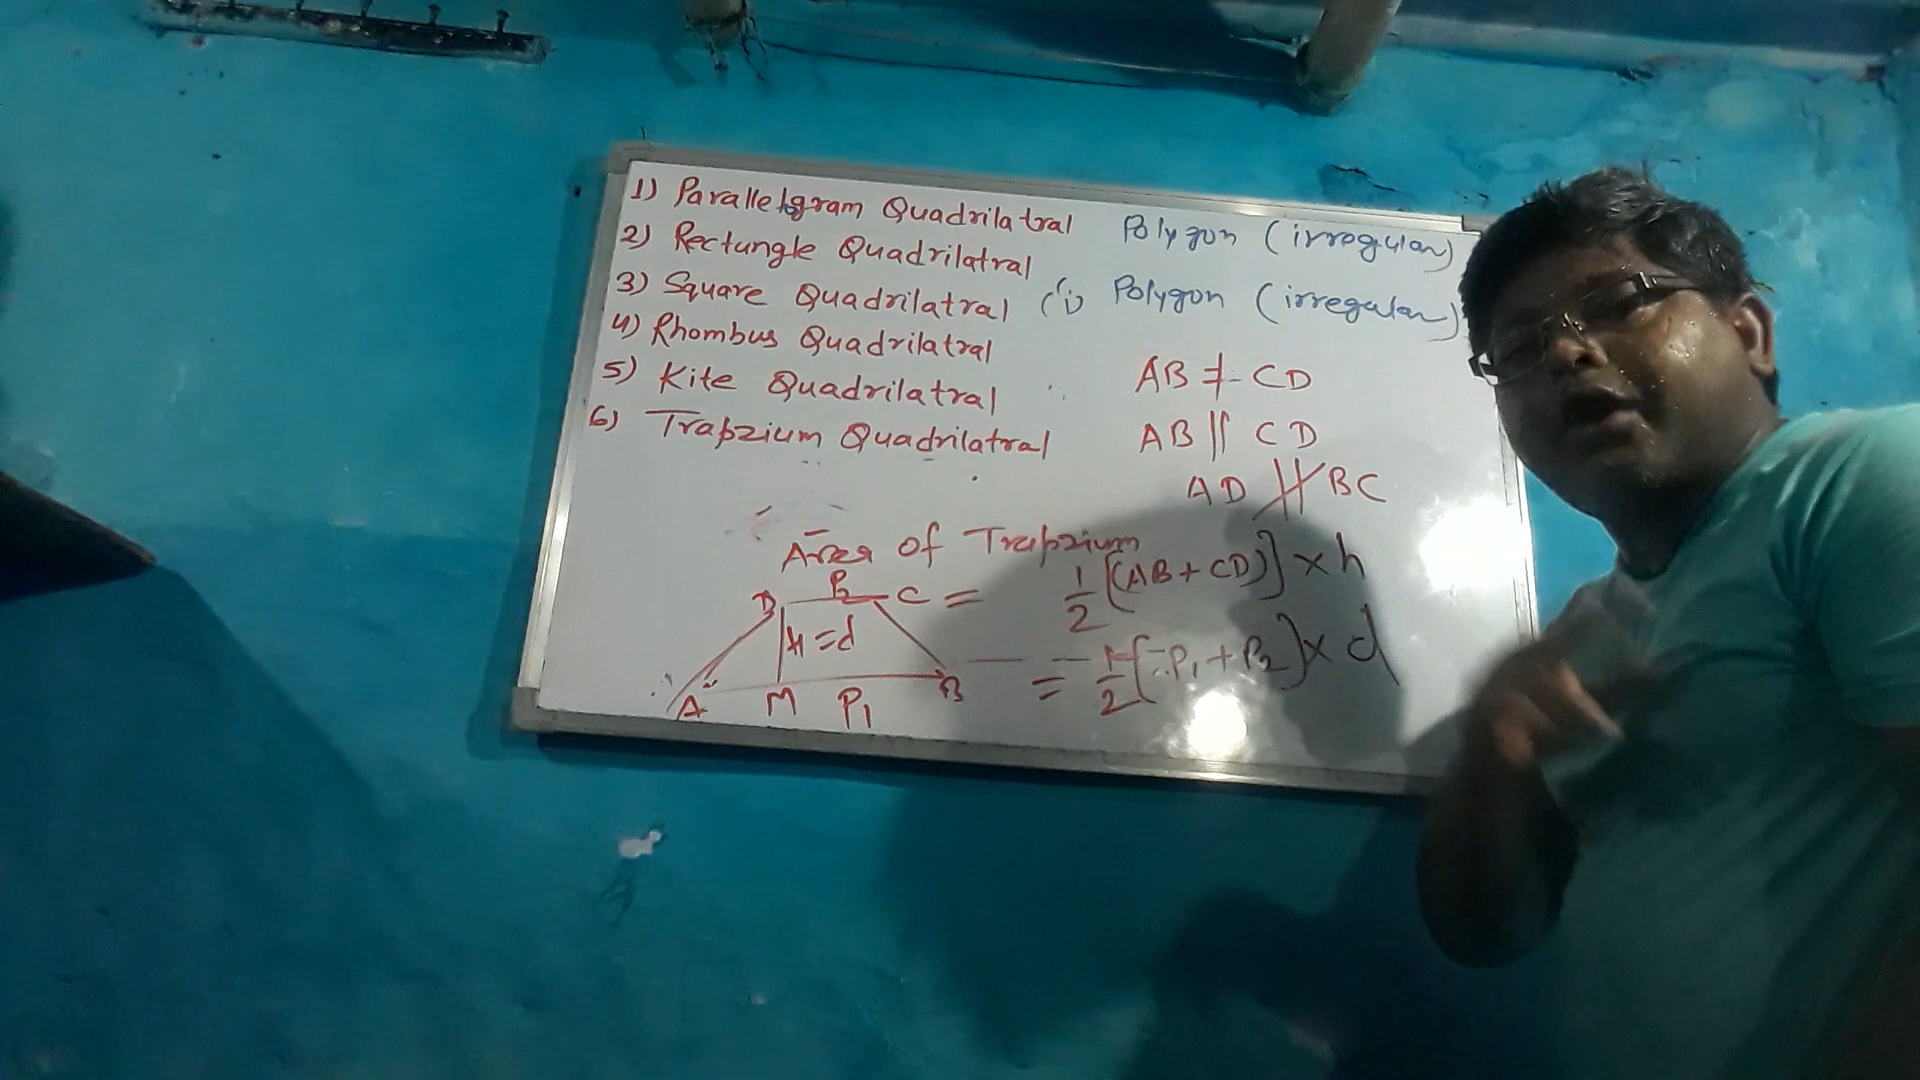 1) Parallelogram Quadrilatral
2) Rectungle Quadrilatral
3) Square Quadrilatral
4) Rhombus Quadrilatral
5) Kite Quadrilatral
6) Trapzium Quadrilatral
Polygon (irrogular)
(i) Polygon (irregular)
AB ≠ CD
AB || CD
AD ∦ BC
Area of Trapzium
= 1/2 [(AB + CD)] × h
= 1/2 [P1 + P2] × d
D P2 C
h = d
A M P1 B